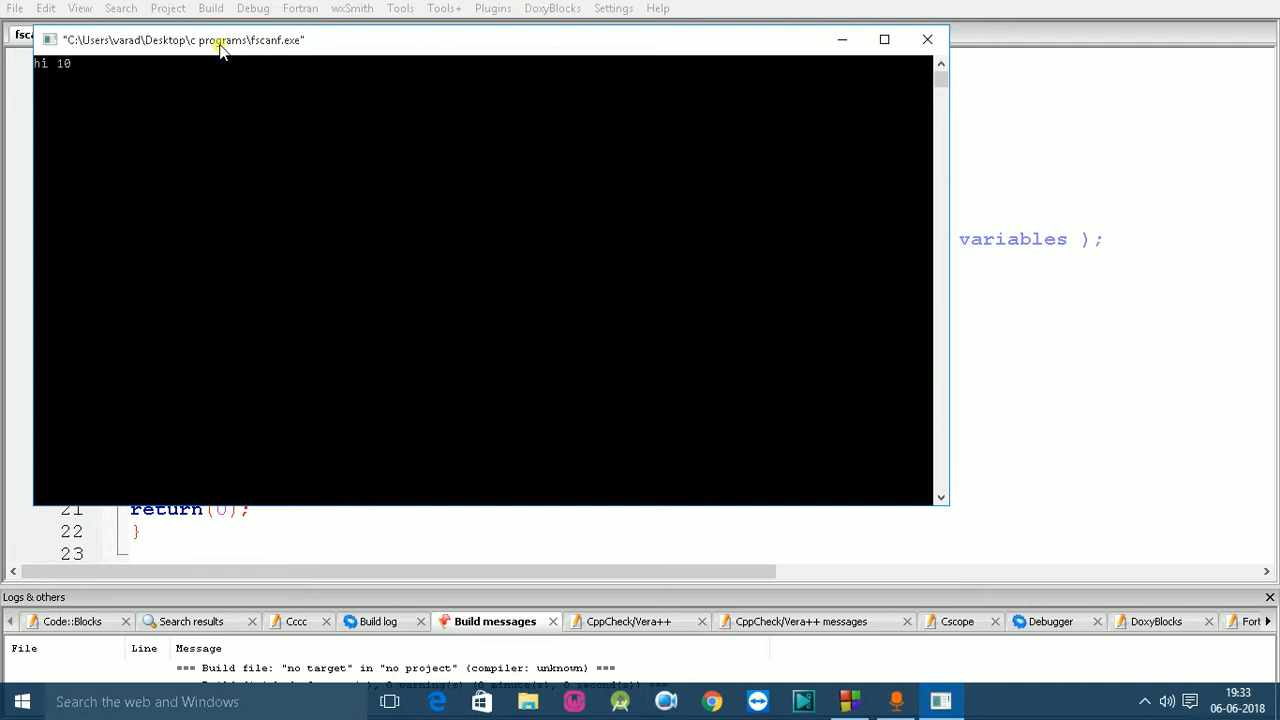 File Edit View Search Project Build Debug Fortran wxSmith Tools Tools+ Plugins DoxyBlocks Settings Help
"C:\Users\varad\Desktop\c programs\fscanf.exe"
hi 10
variables );
21 return(0);
22 }
23
Logs & others
Code::Blocks Search results Cccc Build log Build messages CppCheck/Vera++ CppCheck/Vera++ messages Cscope Debugger DoxyBlocks Fort
File Line Message
=== Build file: "no target" in "no project" (compiler: unknown) ===
Search the web and Windows
19:33
06-06-2018